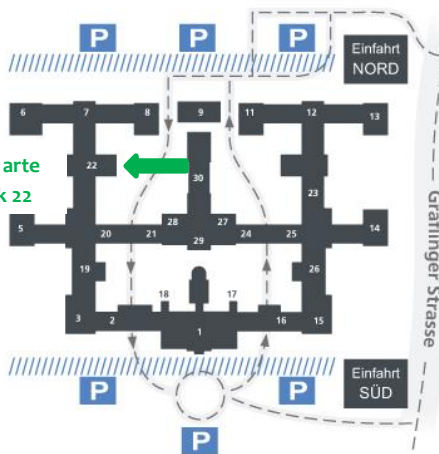 P P P
Einfahrt
NORD
6 7 8 9 11 12 13
arte
22
k 22
30
23
5 20 21 28 29 27 24 25 14
19 26
18 17
3 2 1 16 15
Graflinger Strasse
Einfahrt
SÜD
P P
P